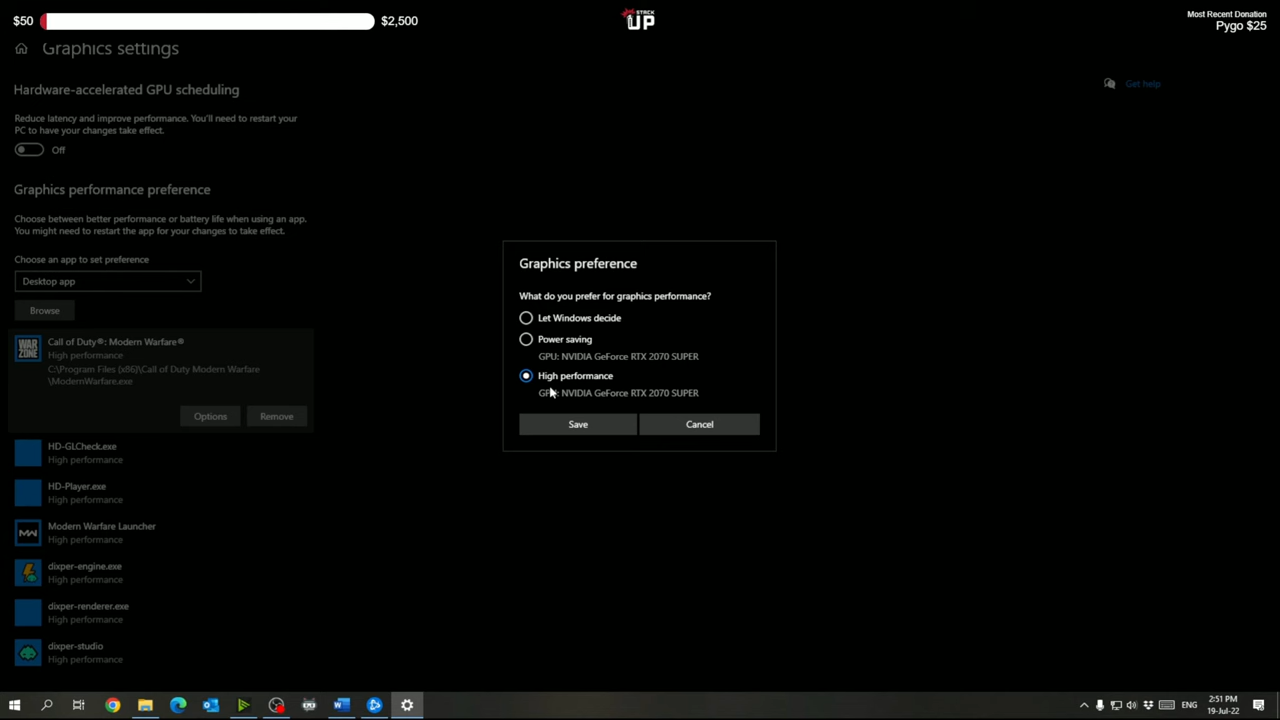 $50
$2,500
STACK
UP
Most Recent Donation
Pygo $25
Graphics settings
Hardware-accelerated GPU scheduling
Get help
Reduce latency and improve performance. You'll need to restart your
PC to have your changes take effect.
Off
Graphics performance preference
Choose between better performance or battery life when using an app.
You might need to restart the app for your changes to take effect.
Choose an app to set preference
Desktop app
Browse
WAR
ZONE
Call of Duty®: Modern Warfare®
High performance
C:\Program Files (x86)\Call of Duty Modern Warfare
\ModernWarfare.exe
Options
Remove
HD-GLCheck.exe
High performance
HD-Player.exe
High performance
MW
Modern Warfare Launcher
High performance
dixper-engine.exe
High performance
dixper-renderer.exe
High performance
dixper-studio
High performance
Graphics preference
What do you prefer for graphics performance?
Let Windows decide
Power saving
GPU: NVIDIA GeForce RTX 2070 SUPER
High performance
GPU: NVIDIA GeForce RTX 2070 SUPER
Save
Cancel
ENG
2:51 PM
19-Jul-22